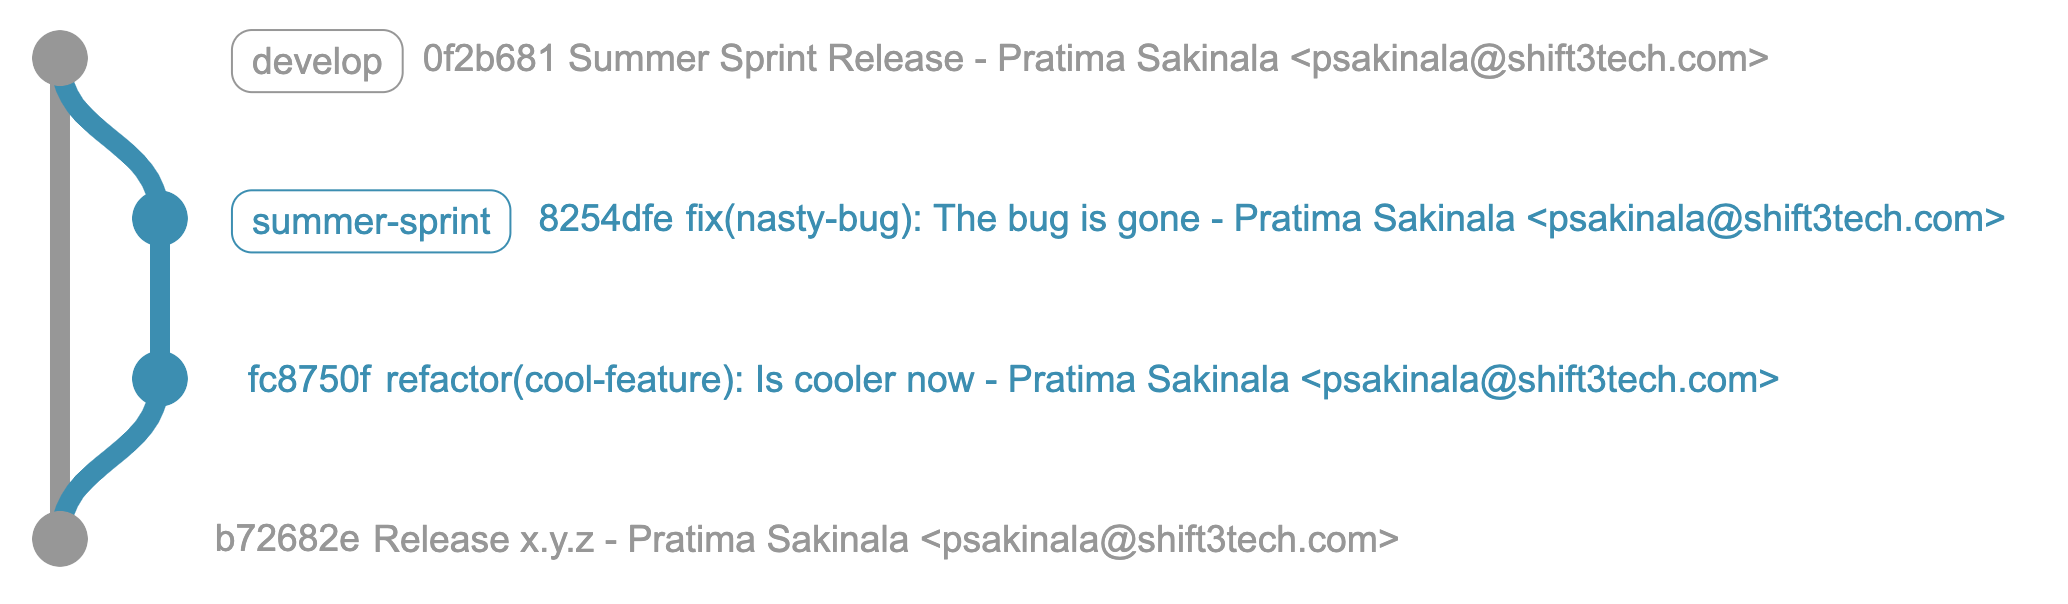 develop 0f2b681 Summer Sprint Release - Pratima Sakinala <psakinala@shift3tech.com>
summer-sprint 8254dfe fix(nasty-bug): The bug is gone - Pratima Sakinala <psakinala@shift3tech.com>
fc8750f refactor(cool-feature): Is cooler now - Pratima Sakinala <psakinala@shift3tech.com>
b72682e Release x.y.z - Pratima Sakinala <psakinala@shift3tech.com>